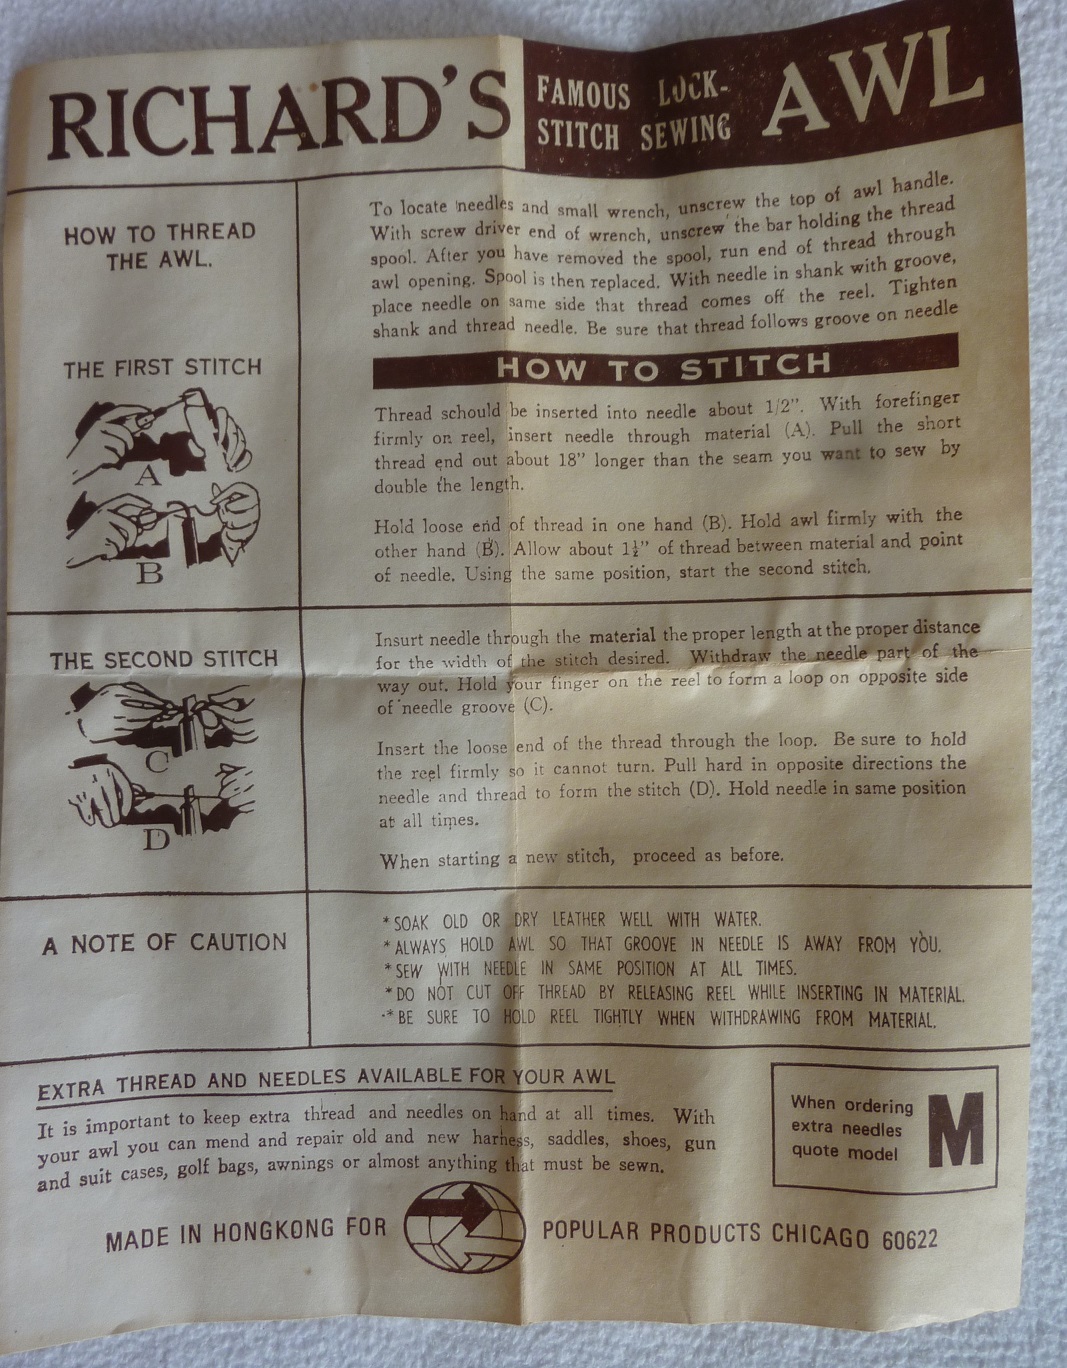 RICHARD'S FAMOUS LOCK-
STITCH SEWING AWL
HOW TO THREAD
THE AWL.
To locate needles and small wrench, unscrew the top of awl handle.
With screw driver end of wrench, unscrew the bar holding the thread
spool. After you have removed the spool, run end of thread through
awl opening. Spool is then replaced. With needle in shank with groove,
place needle on same side that thread comes off the reel. Tighten
shank and thread needle. Be sure that thread follows groove on needle
HOW TO STITCH
THE FIRST STITCH
A
B
Thread schould be inserted into needle about 1/2". With forefinger
firmly on reel, insert needle through material (A). Pull the short
thread end out about 18" longer than the seam you want to sew by
double the length.
Hold loose end of thread in one hand (B). Hold awl firmly with the
other hand (B). Allow about 1½" of thread between material and point
of needle. Using the same position, start the second stitch.
THE SECOND STITCH
C
D
Insurt needle through the material the proper length at the proper distance
for the width of the stitch desired. Withdraw the needle part of the
way out. Hold your finger on the reel to form a loop on opposite side
of needle groove (C).
Insert the loose end of the thread through the loop. Be sure to hold
the reel firmly so it cannot turn. Pull hard in opposite directions the
needle and thread to form the stitch (D). Hold needle in same position
at all times.
When starting a new stitch, proceed as before.
A NOTE OF CAUTION
*SOAK OLD OR DRY LEATHER WELL WITH WATER.
*ALWAYS HOLD AWL SO THAT GROOVE IN NEEDLE IS AWAY FROM YOU.
*SEW WITH NEEDLE IN SAME POSITION AT ALL TIMES.
*DO NOT CUT OFF THREAD BY RELEASING REEL WHILE INSERTING IN MATERIAL.
*BE SURE TO HOLD REEL TIGHTLY WHEN WITHDRAWING FROM MATERIAL.
EXTRA THREAD AND NEEDLES AVAILABLE FOR YOUR AWL
It is important to keep extra thread and needles on hand at all times. With
your awl you can mend and repair old and new harness, saddles, shoes, gun
and suit cases, golf bags, awnings or almost anything that must be sewn.
When ordering
extra needles
quote model
M
MADE IN HONGKONG FOR POPULAR PRODUCTS CHICAGO 60622